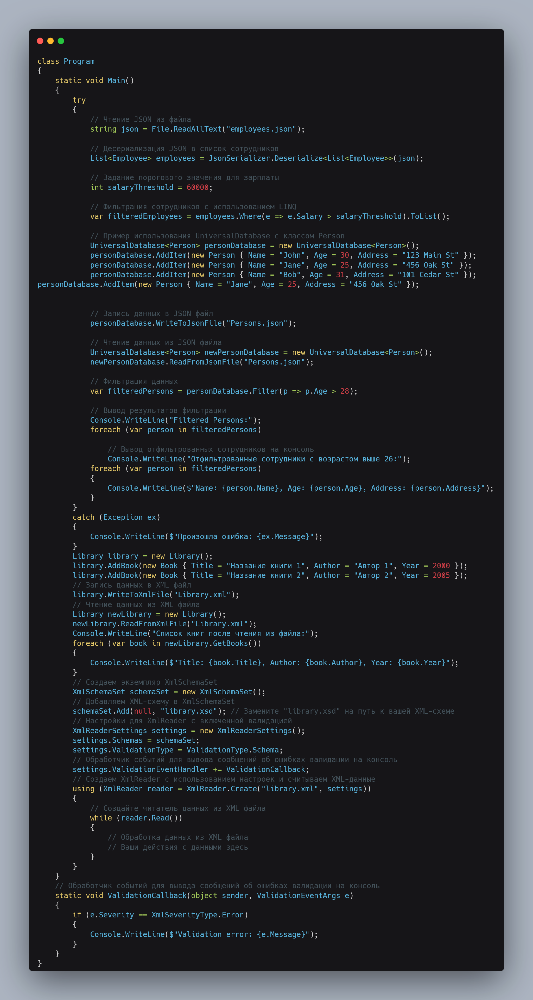 class Program
{
    static void Main()
    {
        try
        {
            // Чтение JSON из файла
            string json = File.ReadAllText("employees.json");

            // Десериализация JSON в список сотрудников
            List<Employee> employees = JsonSerializer.Deserialize<List<Employee>>(json);

            // Задание порогового значения для зарплаты
            int salaryThreshold = 60000;

            // Фильтрация сотрудников с использованием LINQ
            var filteredEmployees = employees.Where(e => e.Salary > salaryThreshold).ToList();

            // Пример использования UniversalDatabase с классом Person
            UniversalDatabase<Person> personDatabase = new UniversalDatabase<Person>();
            personDatabase.AddItem(new Person { Name = "John", Age = 30, Address = "123 Main St" });
            personDatabase.AddItem(new Person { Name = "Jane", Age = 25, Address = "456 Oak St" });
            personDatabase.AddItem(new Person { Name = "Bob", Age = 31, Address = "101 Cedar St" });
personDatabase.AddItem(new Person { Name = "Jane", Age = 25, Address = "456 Oak St" });


            // Запись данных в JSON файл
            personDatabase.WriteToJsonFile("Persons.json");

            // Чтение данных из JSON файла
            UniversalDatabase<Person> newPersonDatabase = new UniversalDatabase<Person>();
            newPersonDatabase.ReadFromJsonFile("Persons.json");

            // Фильтрация данных
            var filteredPersons = personDatabase.Filter(p => p.Age > 28);

            // Вывод результатов фильтрации
            Console.WriteLine("Filtered Persons:");
            foreach (var person in filteredPersons)

                // Вывод отфильтрованных сотрудников на консоль
                Console.WriteLine("Отфильтрованные сотрудники с возрастом выше 26:");
            foreach (var person in filteredPersons)
            {
                Console.WriteLine($"Name: {person.Name}, Age: {person.Age}, Address: {person.Address}");
            }
        }
        catch (Exception ex)
        {
            Console.WriteLine($"Произошла ошибка: {ex.Message}");
        }
        Library library = new Library();
        library.AddBook(new Book { Title = "Название книги 1", Author = "Автор 1", Year = 2000 });
        library.AddBook(new Book { Title = "Название книги 2", Author = "Автор 2", Year = 2005 });
        // Запись данных в XML файл
        library.WriteToXmlFile("Library.xml");
        // Чтение данных из XML файла
        Library newLibrary = new Library();
        newLibrary.ReadFromXmlFile("Library.xml");
        Console.WriteLine("Список книг после чтения из файла:");
        foreach (var book in newLibrary.GetBooks())
        {
            Console.WriteLine($"Title: {book.Title}, Author: {book.Author}, Year: {book.Year}");
        }
        // Создаем экземпляр XmlSchemaSet
        XmlSchemaSet schemaSet = new XmlSchemaSet();
        // Добавляем XML-схему в XmlSchemaSet
        schemaSet.Add(null, "library.xsd"); // Замените "library.xsd" на путь к вашей XML-схеме
        // Настройки для XmlReader с включенной валидацией
        XmlReaderSettings settings = new XmlReaderSettings();
        settings.Schemas = schemaSet;
        settings.ValidationType = ValidationType.Schema;
        // Обработчик событий для вывода сообщений об ошибках валидации на консоль
        settings.ValidationEventHandler += ValidationCallback;
        // Создаем XmlReader с использованием настроек и считываем XML-данные
        using (XmlReader reader = XmlReader.Create("library.xml", settings))
        {
            // Создайте читатель данных из XML файла
            while (reader.Read())
            {
                // Обработка данных из XML файла
                // Ваши действия с данными здесь
            }
        }
    }
    // Обработчик событий для вывода сообщений об ошибках валидации на консоль
    static void ValidationCallback(object sender, ValidationEventArgs e)
    {
        if (e.Severity == XmlSeverityType.Error)
        {
            Console.WriteLine($"Validation error: {e.Message}");
        }
    }
}